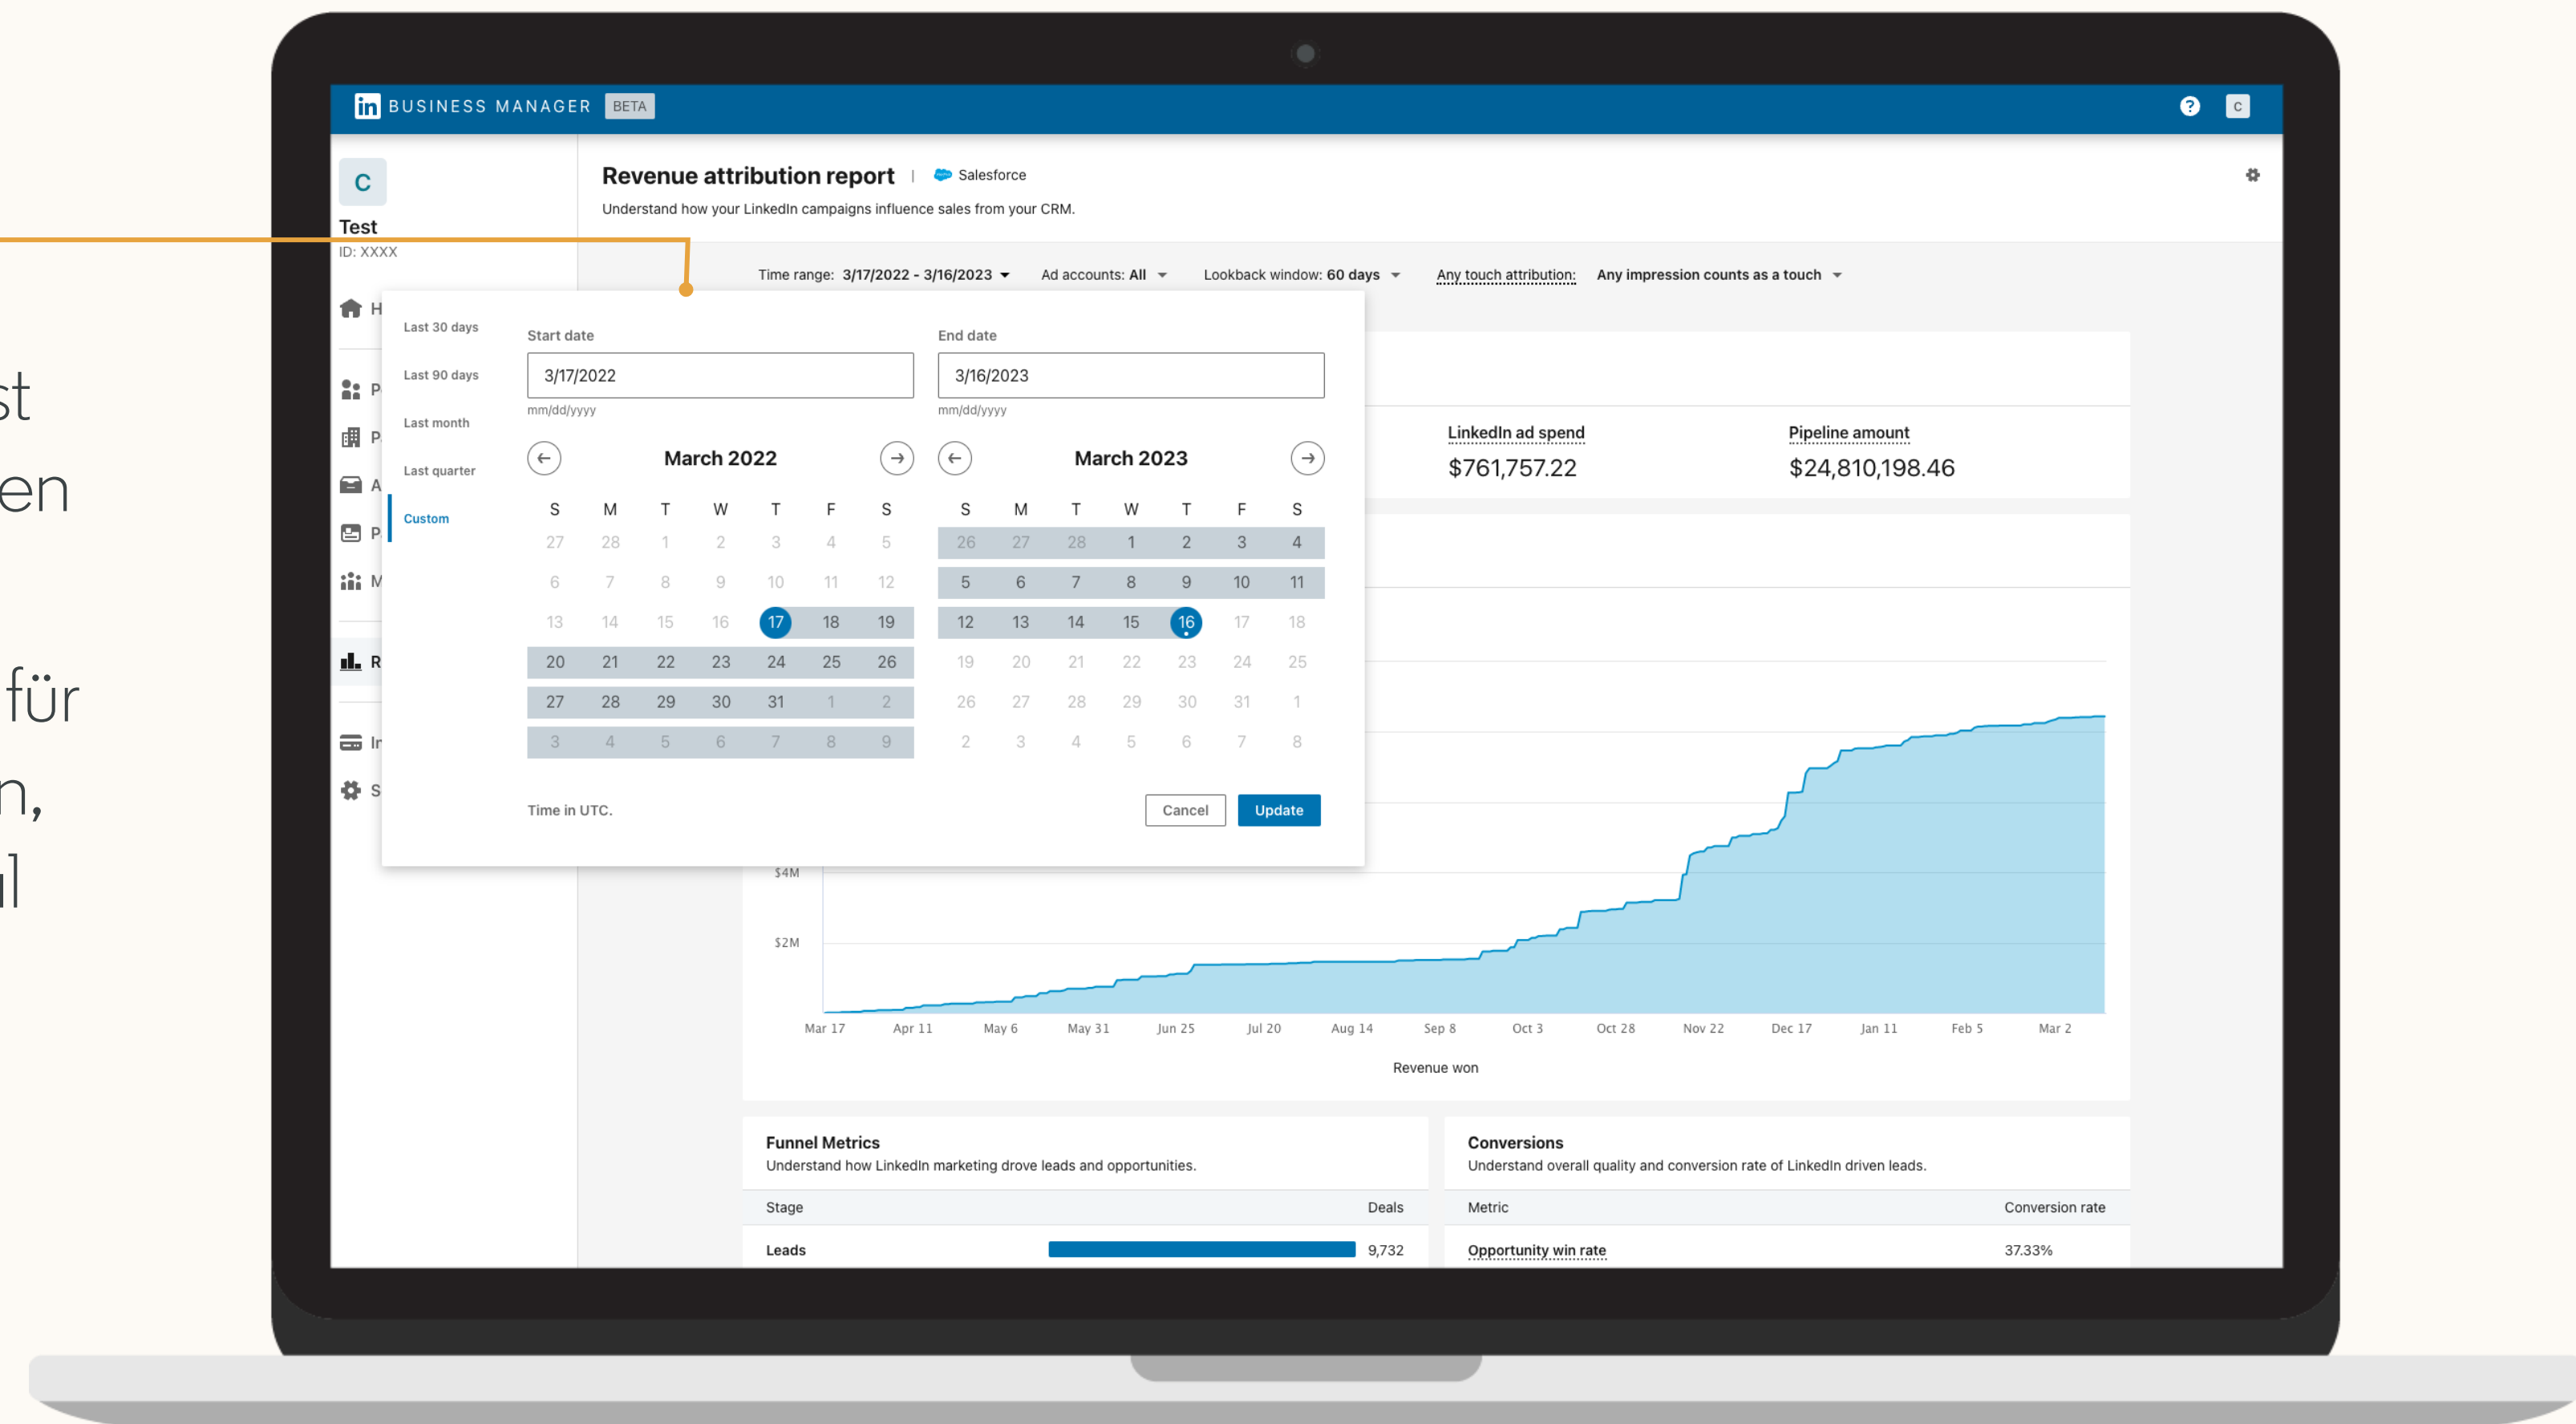 st
en
für
n,
al
in BUSINESS MANAGER BETA
? C
C
Test
ID: XXXX
Revenue attribution report | Salesforce
Understand how your LinkedIn campaigns influence sales from your CRM.
Time range: 3/17/2022 - 3/16/2023 Ad accounts: All Lookback window: 60 days Any touch attribution: Any impression counts as a touch
H
P
P
A
P
M
R
In
S
Last 30 days
Last 90 days
Last month
Last quarter
Custom
Start date
3/17/2022
mm/dd/yyyy
March 2022
S M T W T F S
27 28 1 2 3 4 5
6 7 8 9 10 11 12
13 14 15 16 17 18 19
20 21 22 23 24 25 26
27 28 29 30 31 1 2
3 4 5 6 7 8 9
End date
3/16/2023
mm/dd/yyyy
March 2023
S M T W T F S
26 27 28 1 2 3 4
5 6 7 8 9 10 11
12 13 14 15 16 17 18
19 20 21 22 23 24 25
26 27 28 29 30 31 1
2 3 4 5 6 7 8
Time in UTC.
Cancel Update
LinkedIn ad spend
$761,757.22
Pipeline amount
$24,810,198.46
$4M
$2M
Mar 17 Apr 11 May 6 May 31 Jun 25 Jul 20 Aug 14 Sep 8 Oct 3 Oct 28 Nov 22 Dec 17 Jan 11 Feb 5 Mar 2
Revenue won
Funnel Metrics
Understand how LinkedIn marketing drove leads and opportunities.
Stage Deals
Leads 9,732
Conversions
Understand overall quality and conversion rate of LinkedIn driven leads.
Metric Conversion rate
Opportunity win rate 37.33%